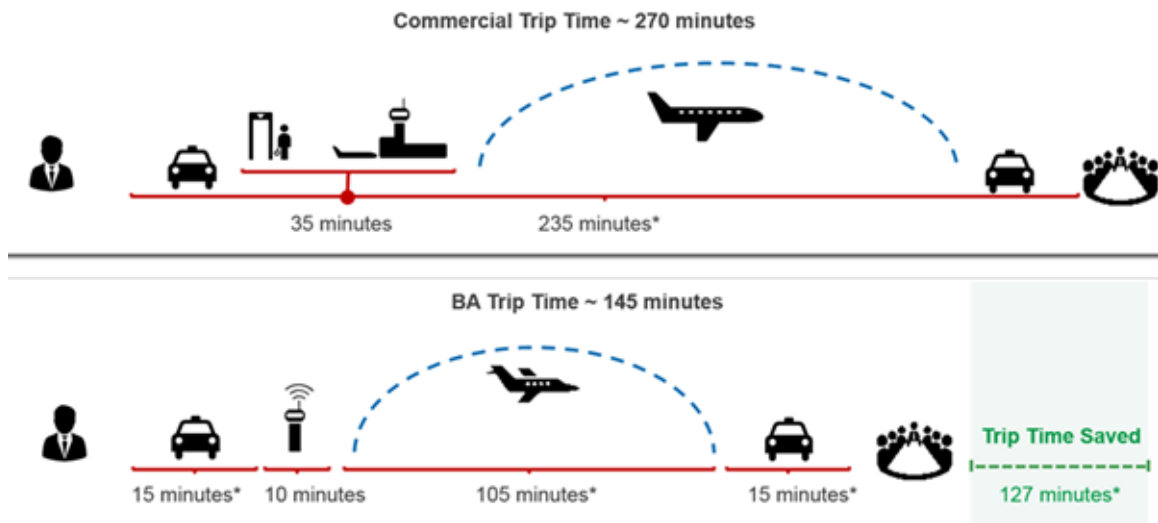 Commercial Trip Time ~ 270 minutes
35 minutes
235 minutes*
BA Trip Time ~ 145 minutes
Trip Time Saved
15 minutes*
10 minutes
105 minutes*
15 minutes*
127 minutes*